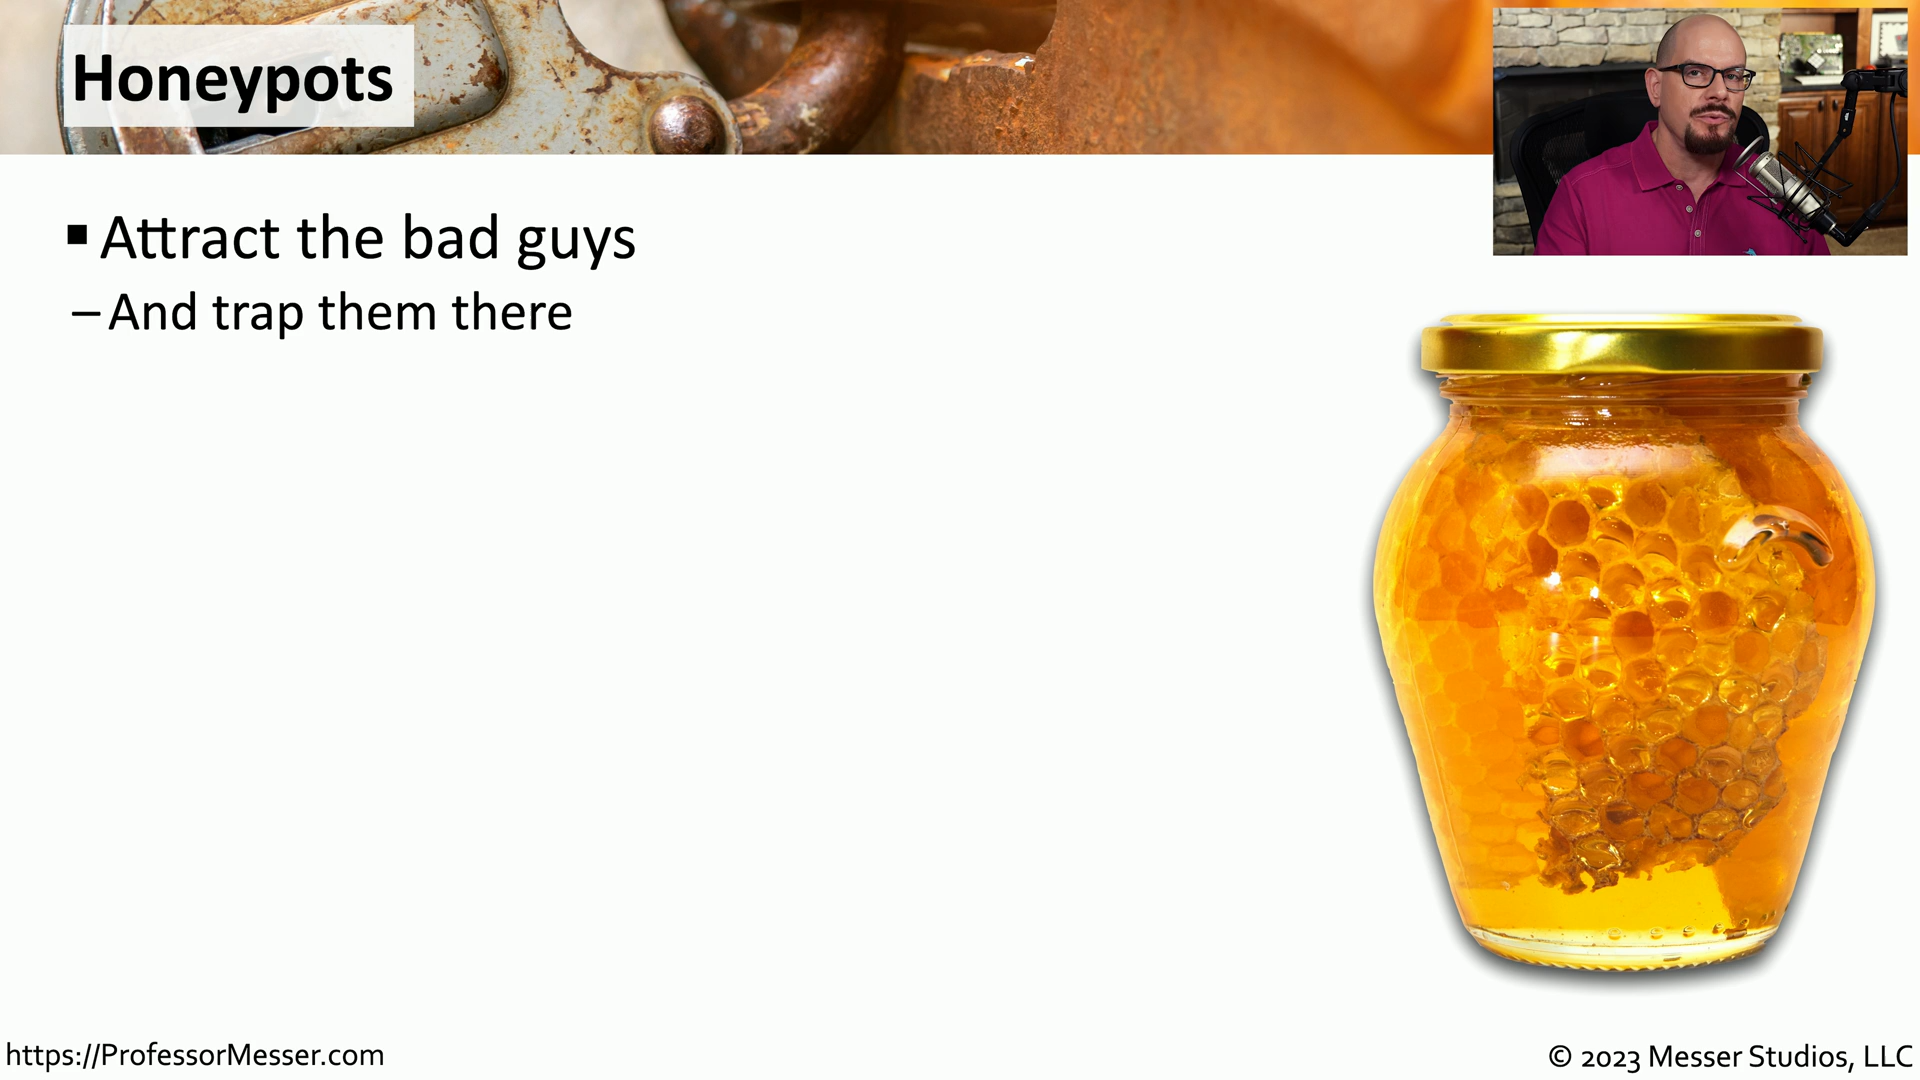 Honeypots
▪ Attract the bad guys
– And trap them there
https://ProfessorMesser.com
© 2023 Messer Studios, LLC